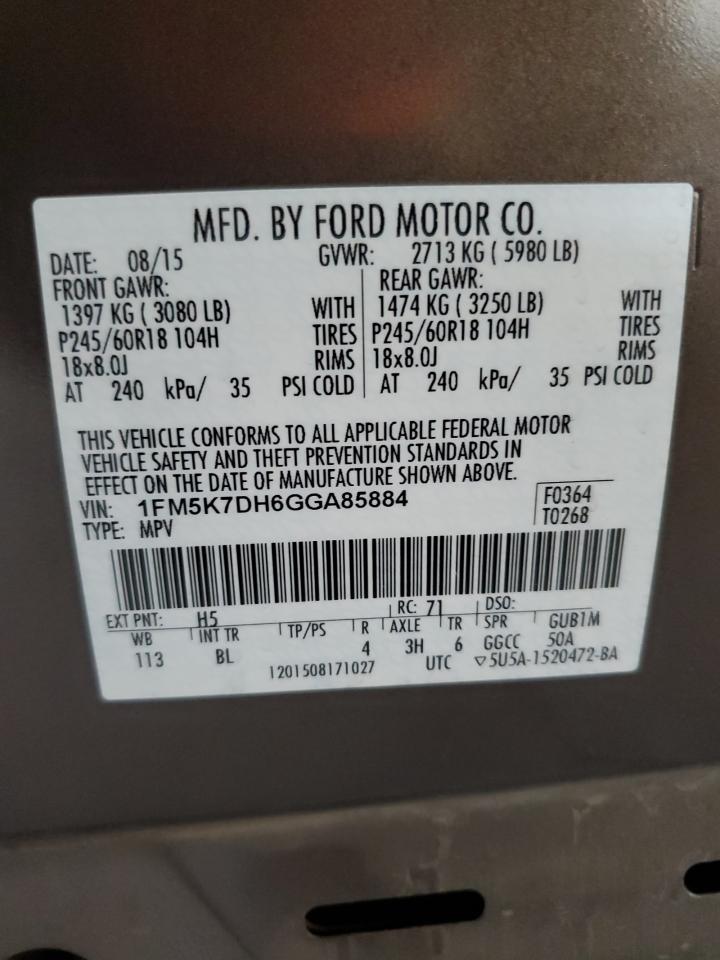 MFD. BY FORD MOTOR CO.
DATE: 08/15 GVWR: 2713 KG ( 5980 LB)
FRONT GAWR: REAR GAWR:
1397 KG ( 3080 LB) WITH 1474 KG ( 3250 LB) WITH
P245/60R18 104H TIRES P245/60R18 104H TIRES
18x8.0J RIMS 18x8.0J RIMS
AT 240 kPa/ 35 PSI COLD AT 240 kPa/ 35 PSI COLD
THIS VEHICLE CONFORMS TO ALL APPLICABLE FEDERAL MOTOR
VEHICLE SAFETY AND THEFT PREVENTION STANDARDS IN
EFFECT ON THE DATE OF MANUFACTURE SHOWN ABOVE.
VIN: 1FM5K7DH6GGA85884 F0364
TYPE: MPV T0268
EXT PNT: H5 RC: 71 DSO:
WB INT TR TP/PS R AXLE TR SPR GUB1M
113 BL 4 3H 6 GGCC 50A
1201508171027 UTC ▽5U5A-1520472-BA